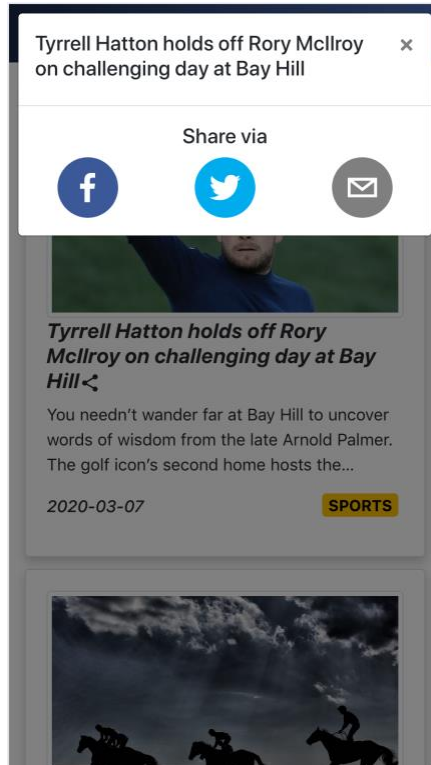 Tyrrell Hatton holds off Rory McIlroy
on challenging day at Bay Hill
×
Share via
f
Tyrrell Hatton holds off Rory
McIlroy on challenging day at Bay
Hill
You needn’t wander far at Bay Hill to uncover
words of wisdom from the late Arnold Palmer.
The golf icon’s second home hosts the...
2020-03-07 SPORTS